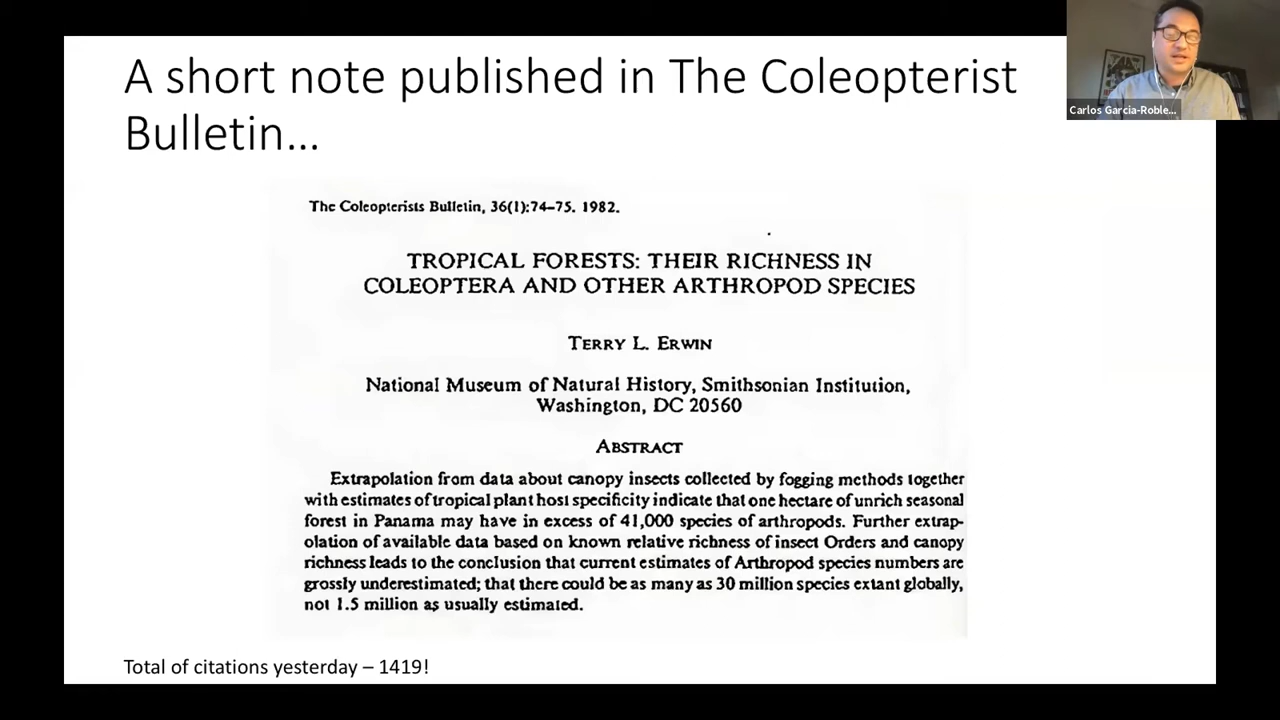 A short note published in The Coleopterist
Bulletin...
Carlos Garcia-Roble...
The Coleopterists Bulletin, 36(1):74–75. 1982.
TROPICAL FORESTS: THEIR RICHNESS IN
COLEOPTERA AND OTHER ARTHROPOD SPECIES
TERRY L. ERWIN
National Museum of Natural History, Smithsonian Institution,
Washington, DC 20560
ABSTRACT
Extrapolation from data about canopy insects collected by fogging methods together
with estimates of tropical plant host specificity indicate that one hectare of unrich seasonal
forest in Panama may have in excess of 41,000 species of arthropods. Further extrap-
olation of available data based on known relative richness of insect Orders and canopy
richness leads to the conclusion that current estimates of Arthropod species numbers are
grossly underestimated; that there could be as many as 30 million species extant globally,
not 1.5 million as usually estimated.
Total of citations yesterday – 1419!